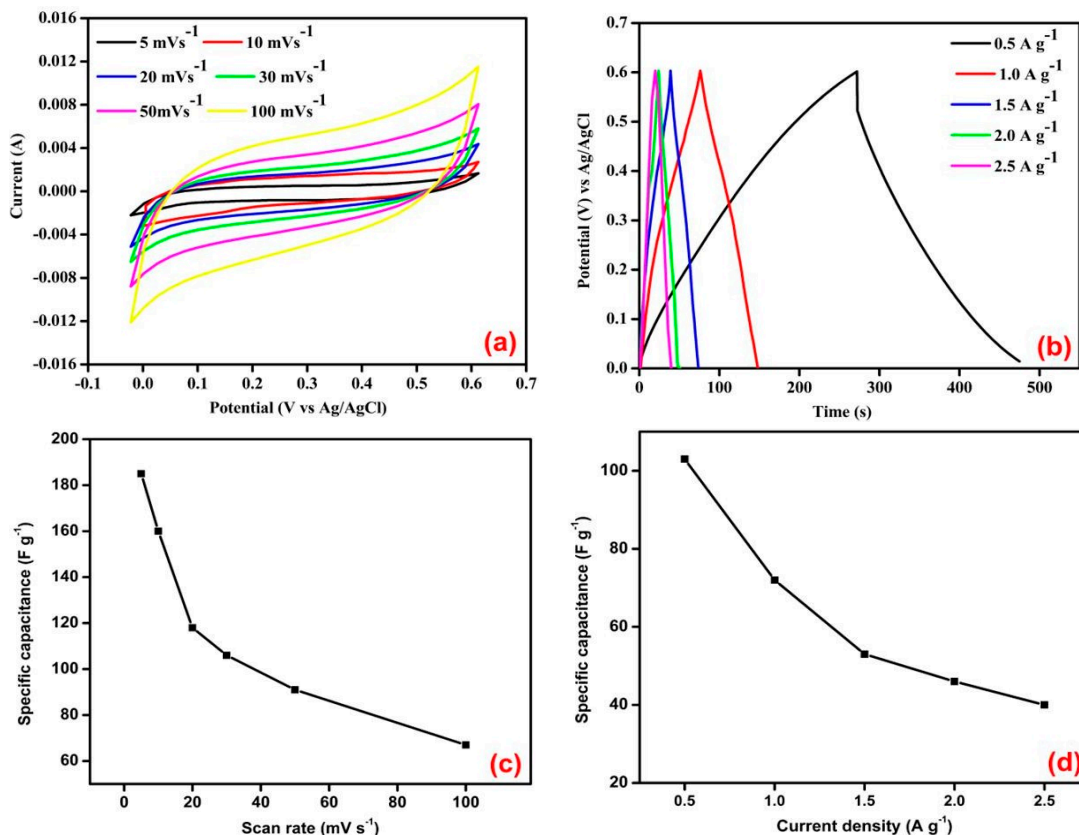 0.016
0.012
0.008
0.004
0.000
-0.004
-0.008
-0.012
-0.016
Current (A)
5 mVs⁻¹ 10 mVs⁻¹
20 mVs⁻¹ 30 mVs⁻¹
50mVs⁻¹ 100 mVs⁻¹
(a)
-0.1 0.0 0.1 0.2 0.3 0.4 0.5 0.6 0.7
Potential (V vs Ag/AgCl)
0.7
0.6
0.5
0.4
0.3
0.2
0.1
0.0
Potential (V) vs Ag/AgCl
0.5 A g⁻¹
1.0 A g⁻¹
1.5 A g⁻¹
2.0 A g⁻¹
2.5 A g⁻¹
(b)
0 100 200 300 400 500
Time (s)
200
180
160
140
120
100
80
60
Specific capacitance (F g⁻¹)
(c)
0 20 40 60 80 100
Scan rate (mV s⁻¹)
100
80
60
40
20
Specific capacitance (F g⁻¹)
(d)
0.5 1.0 1.5 2.0 2.5
Current density (A g⁻¹)